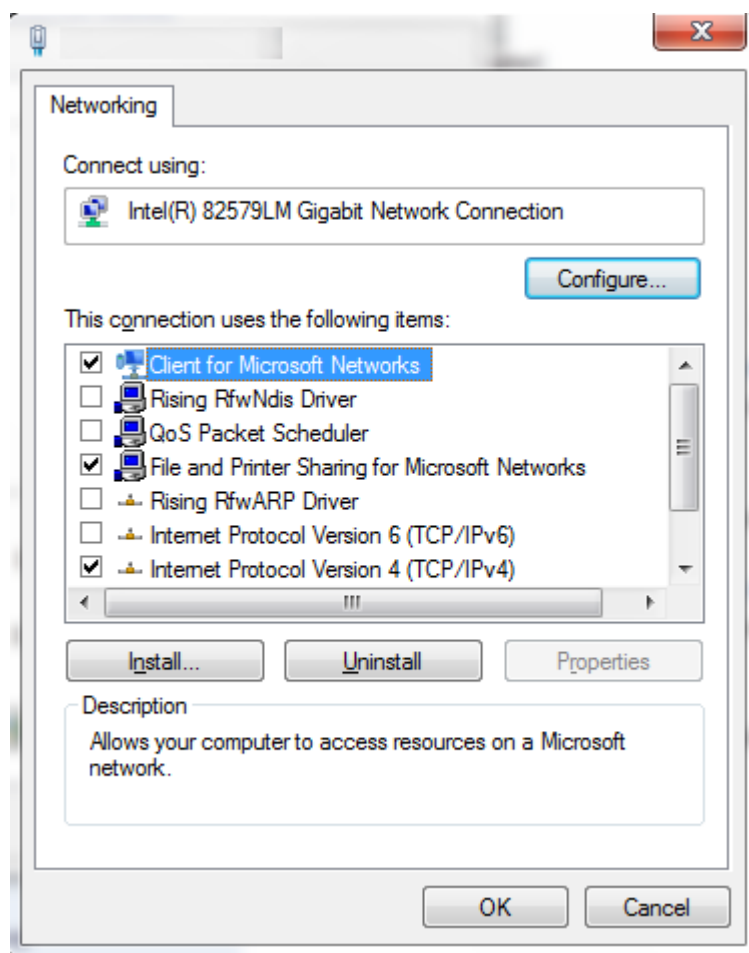 Networking
Connect using:
Intel(R) 82579LM Gigabit Network Connection
Configure...
This connection uses the following items:
Client for Microsoft Networks
Rising RfwNdis Driver
QoS Packet Scheduler
File and Printer Sharing for Microsoft Networks
Rising RfwARP Driver
Internet Protocol Version 6 (TCP/IPv6)
Internet Protocol Version 4 (TCP/IPv4)
Install... Uninstall Properties
Description
Allows your computer to access resources on a Microsoft
network.
OK Cancel